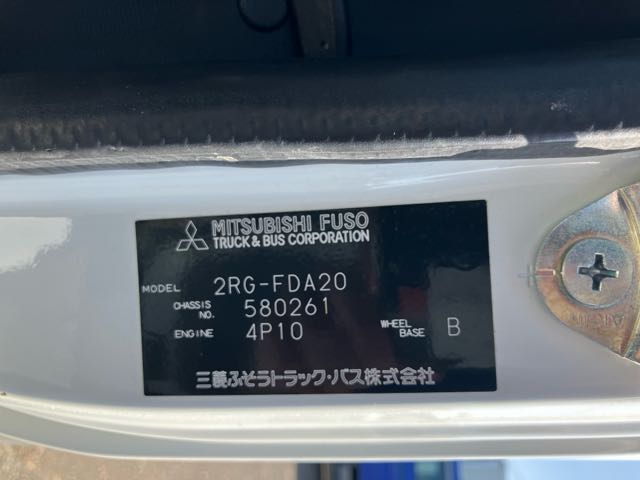 MITSUBISHI FUSO
TRUCK & BUS CORPORATION
MODEL 2RG-FDA20
CHASSIS NO. 580261
ENGINE 4P10 WHEEL BASE B
三菱ふそうトラック・バス株式会社